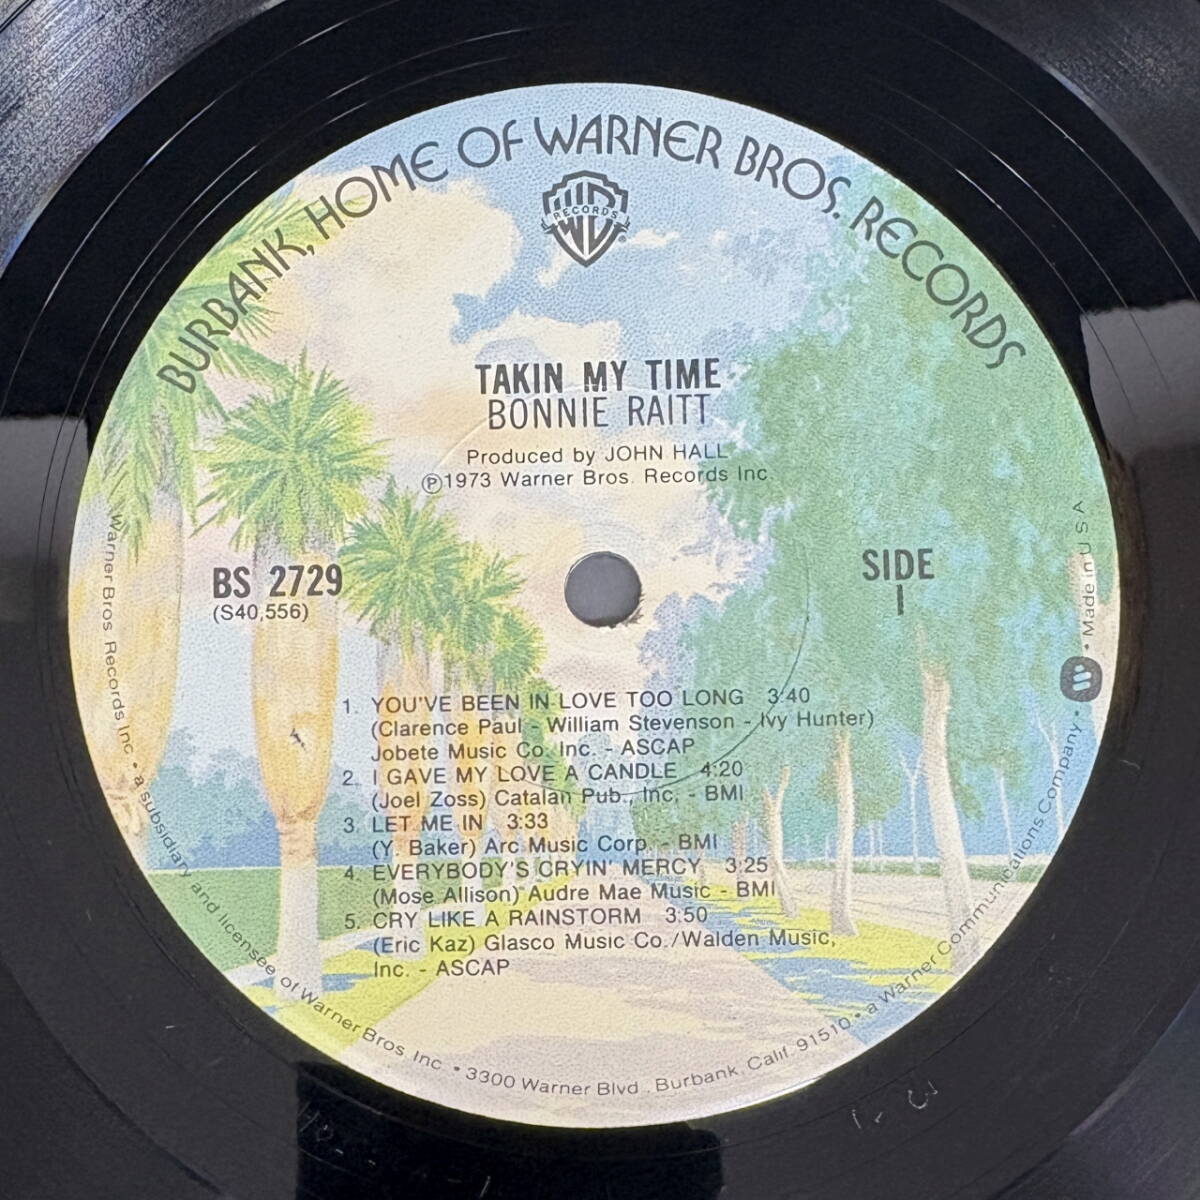 BURBANK, HOME OF WARNER BROS. RECORDS
RECORDS
TAKIN MY TIME
BONNIE RAITT
Produced by JOHN HALL
℗1973 Warner Bros. Records Inc.
BS 2729
(S40,556)
SIDE
1
1. YOU'VE BEEN IN LOVE TOO LONG 3:40
(Clarence Paul - William Stevenson - Ivy Hunter)
Jobete Music Co. Inc. - ASCAP
2. I GAVE MY LOVE A CANDLE 4:20
(Joel Zoss) Catalan Pub., Inc. - BMI
3. LET ME IN 3:33
(Y. Baker) Arc Music Corp. - BMI
4. EVERYBODY'S CRYIN' MERCY 3:25
(Mose Allison) Audre Mae Music - BMI
5. CRY LIKE A RAINSTORM 3:50
(Eric Kaz) Glasco Music Co./Walden Music,
Inc. - ASCAP
Warner Bros. Records Inc. • a subsidiary and licensee of Warner Bros. Inc. • 3300 Warner Blvd., Burbank, Calif. 91510 • a Warner Communications Company • Made in U S A